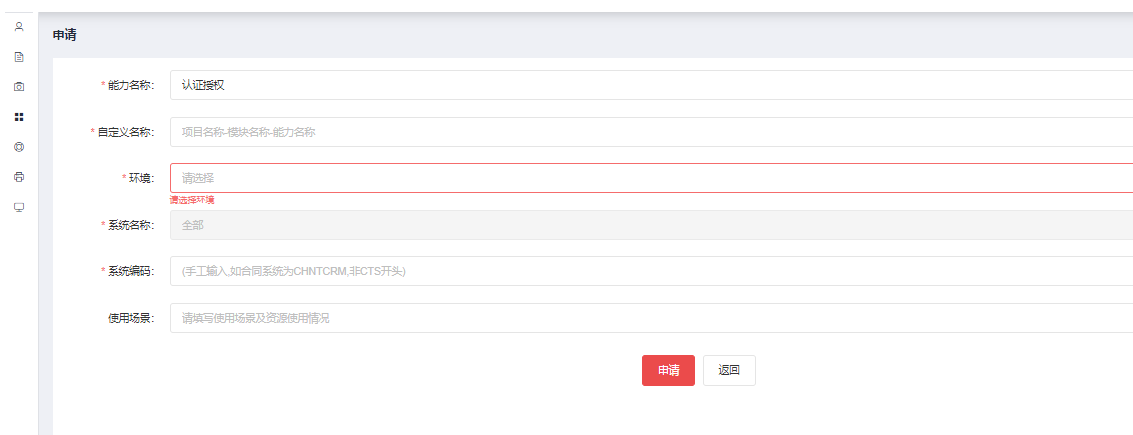 申请
* 能力名称： 认证授权
* 自定义名称： 项目名称-模块名称-能力名称
* 环境： 请选择
请选择环境
* 系统名称： 全部
* 系统编码： (手工输入,如合同系统为CHNTCRM,非CTS开头)
使用场景： 请填写使用场景及资源使用情况
申请 返回